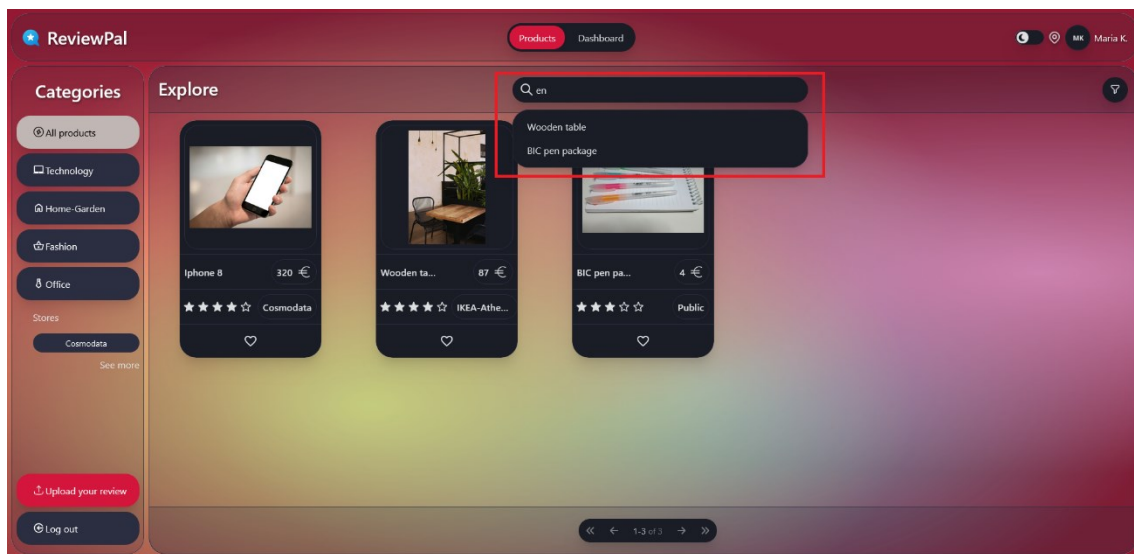 ReviewPal
Products Dashboard
MK Maria K.
Categories
Explore
en
All products
Wooden table
BIC pen package
Technology
Home-Garden
Fashion
Office
Iphone 8 320 €
Wooden ta... 87 €
BIC pen pa... 4 €
Cosmodata
IKEA-Athe...
Public
Stores
Cosmodata
See more
Upload your review
Log out
1-3 of 3